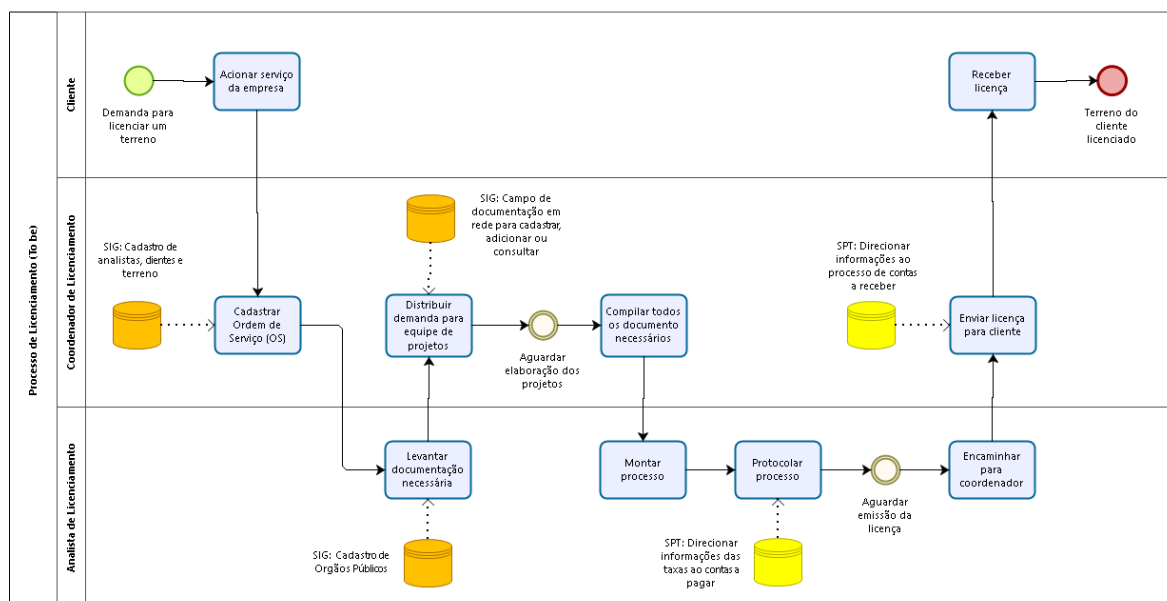 Processo de Licenciamento (To be)
Cliente
Demanda para
licenciar um
terreno
Acionar serviço
da empresa
Receber
licença
Terreno do
cliente
licenciado
Coordenador de Licenciamento
SIG: Cadastro de
analistas, clientes e
terreno
Cadastrar
Ordem de
Serviço (OS)
SIG: Campo de
documentação em
rede para cadastrar,
adicionar ou
consultar
Distribuir
demanda para
equipe de
projetos
Aguardar
elaboração dos
projetos
Compilar todos
os documento
necessários
SPT: Direcionar
informações ao
processo de contas
a receber
Enviar licença
para cliente
Analista de Licenciamento
Levantar
documentação
necessária
SIG: Cadastro de
Orgãos Públicos
Montar
processo
Protocolar
processo
SPT: Direcionar
informações das
taxas ao contas a
pagar
Aguardar
emissão da
licença
Encaminhar
para
coordenador